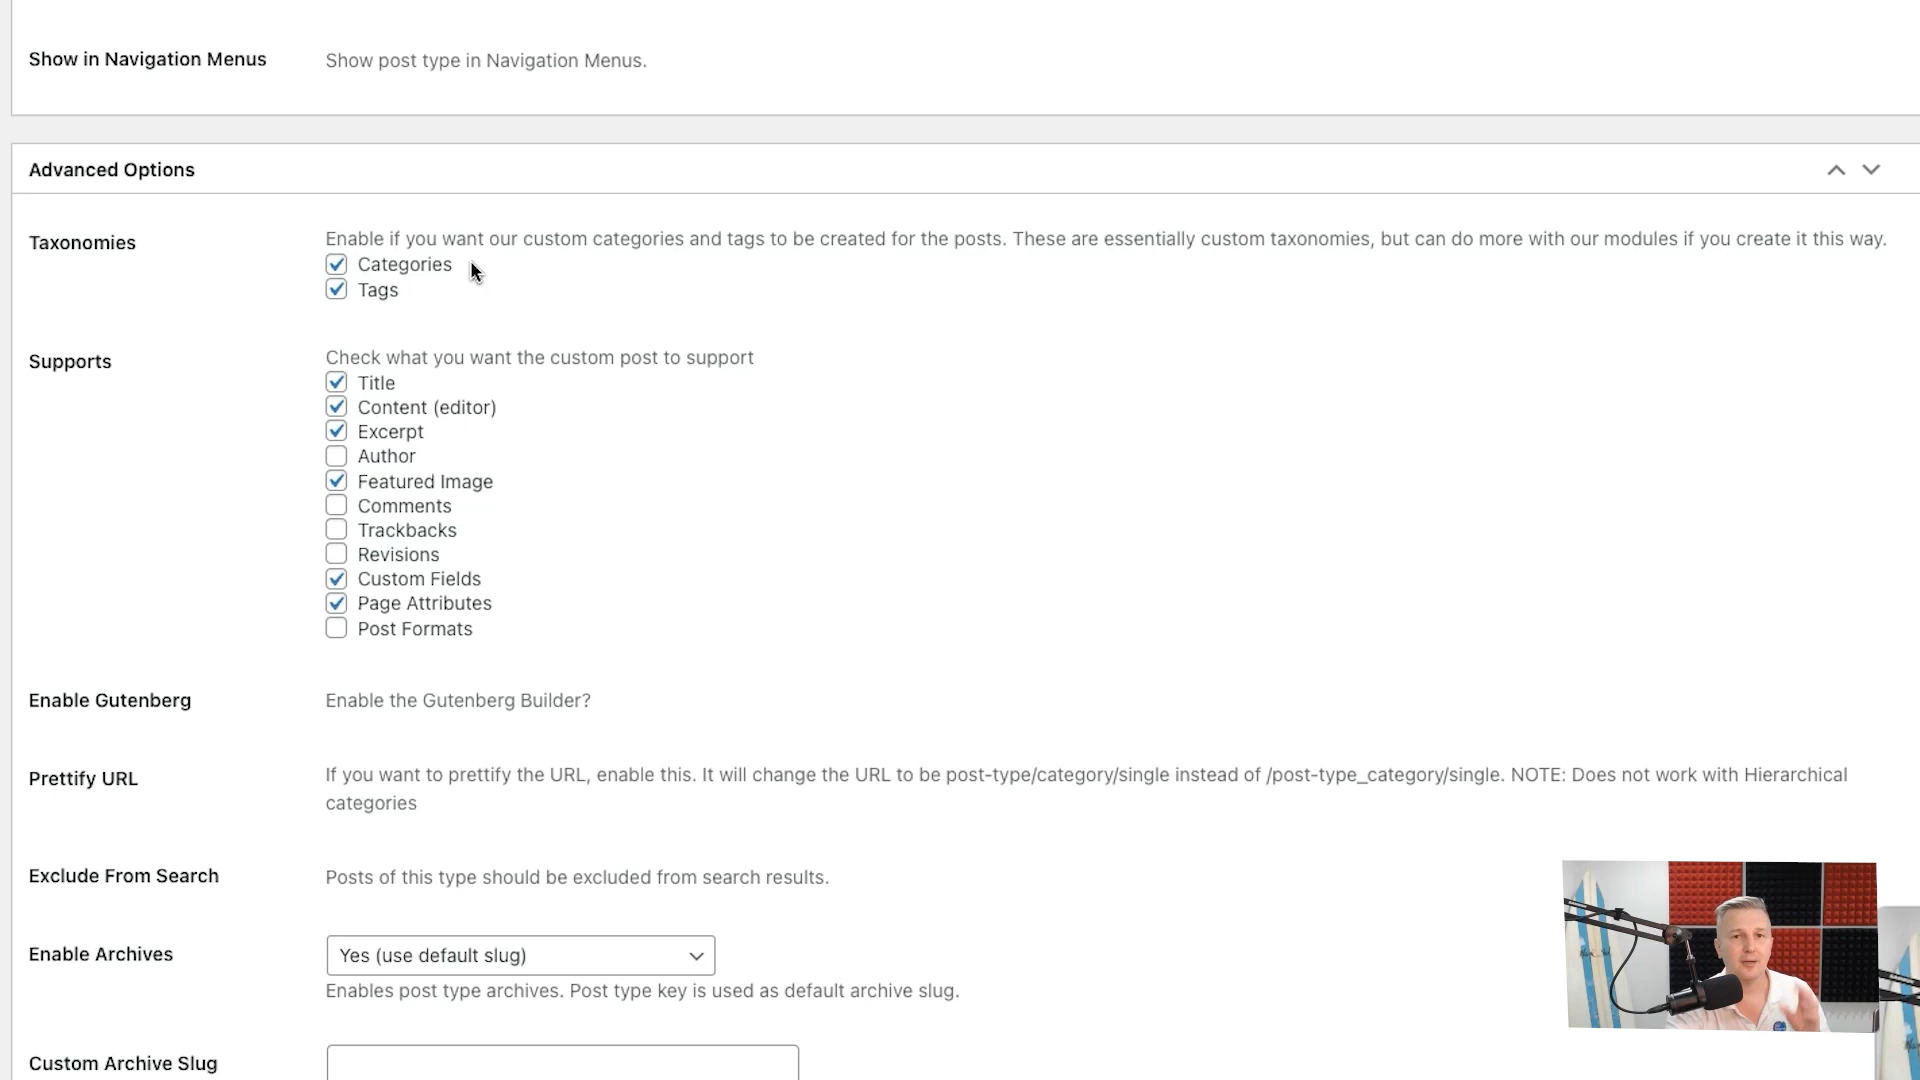 Show in Navigation Menus
Show post type in Navigation Menus.
Advanced Options
Taxonomies
Enable if you want our custom categories and tags to be created for the posts. These are essentially custom taxonomies, but can do more with our modules if you create it this way.
Categories
Tags
Supports
Check what you want the custom post to support
Title
Content (editor)
Excerpt
Author
Featured Image
Comments
Trackbacks
Revisions
Custom Fields
Page Attributes
Post Formats
Enable Gutenberg
Enable the Gutenberg Builder?
Prettify URL
If you want to prettify the URL, enable this. It will change the URL to be post-type/category/single instead of /post-type_category/single. NOTE: Does not work with Hierarchical
categories
Exclude From Search
Posts of this type should be excluded from search results.
Enable Archives
Yes (use default slug)
Enables post type archives. Post type key is used as default archive slug.
Custom Archive Slug